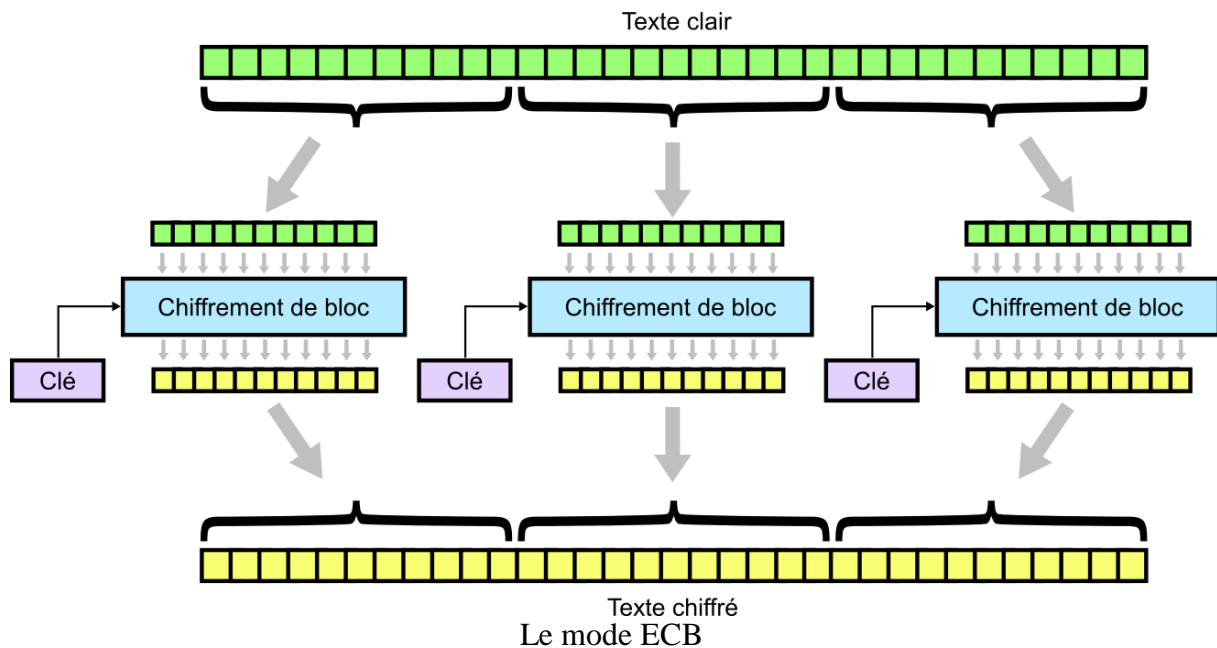 Texte clair
Chiffrement de bloc
Chiffrement de bloc
Chiffrement de bloc
Clé
Clé
Clé
Texte chiffré
Le mode ECB